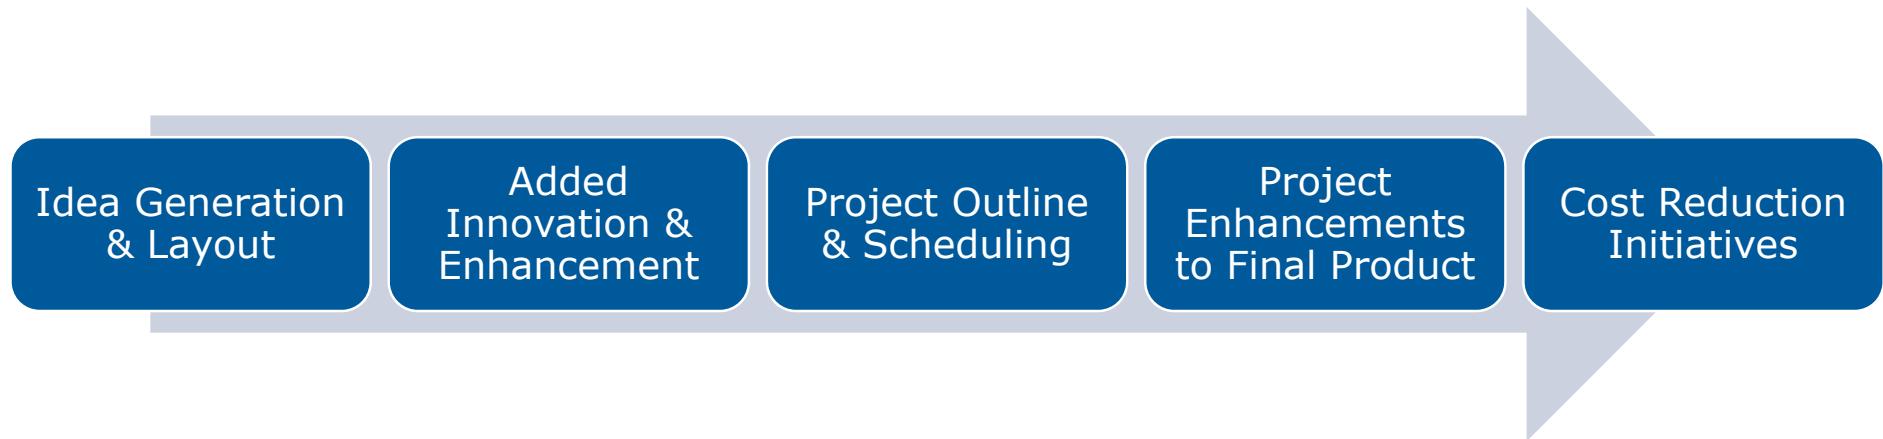 Idea Generation
& Layout
Added
Innovation &
Enhancement
Project Outline
& Scheduling
Project
Enhancements
to Final Product
Cost Reduction
Initiatives